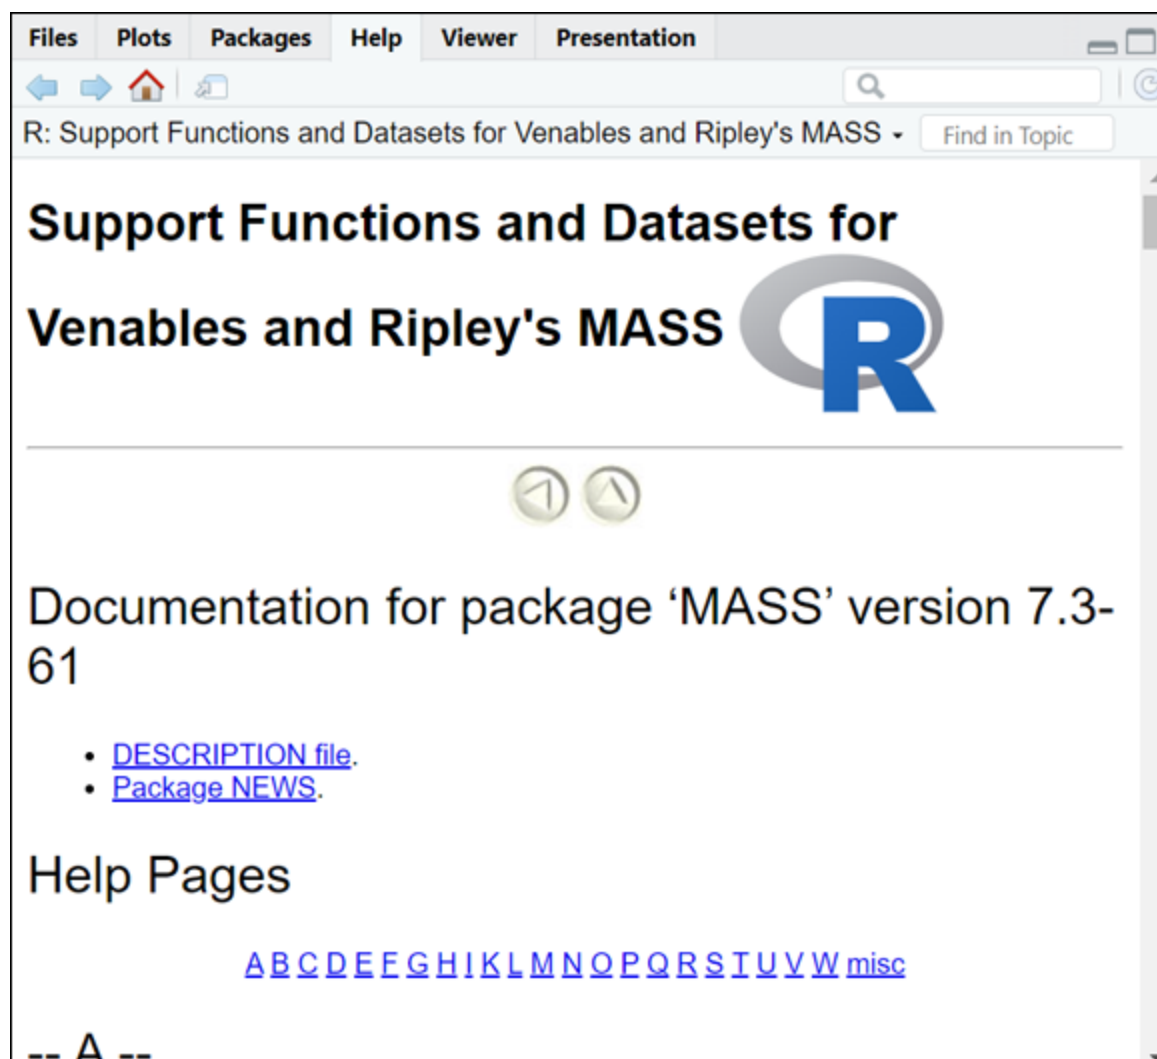 Files Plots Packages Help Viewer Presentation
R: Support Functions and Datasets for Venables and Ripley's MASS Find in Topic
Support Functions and Datasets for
Venables and Ripley's MASS R
Documentation for package ‘MASS’ version 7.3-
61
• DESCRIPTION file.
• Package NEWS.
Help Pages
A B C D E F G H I K L M N O P Q R S T U V W misc
-- A --